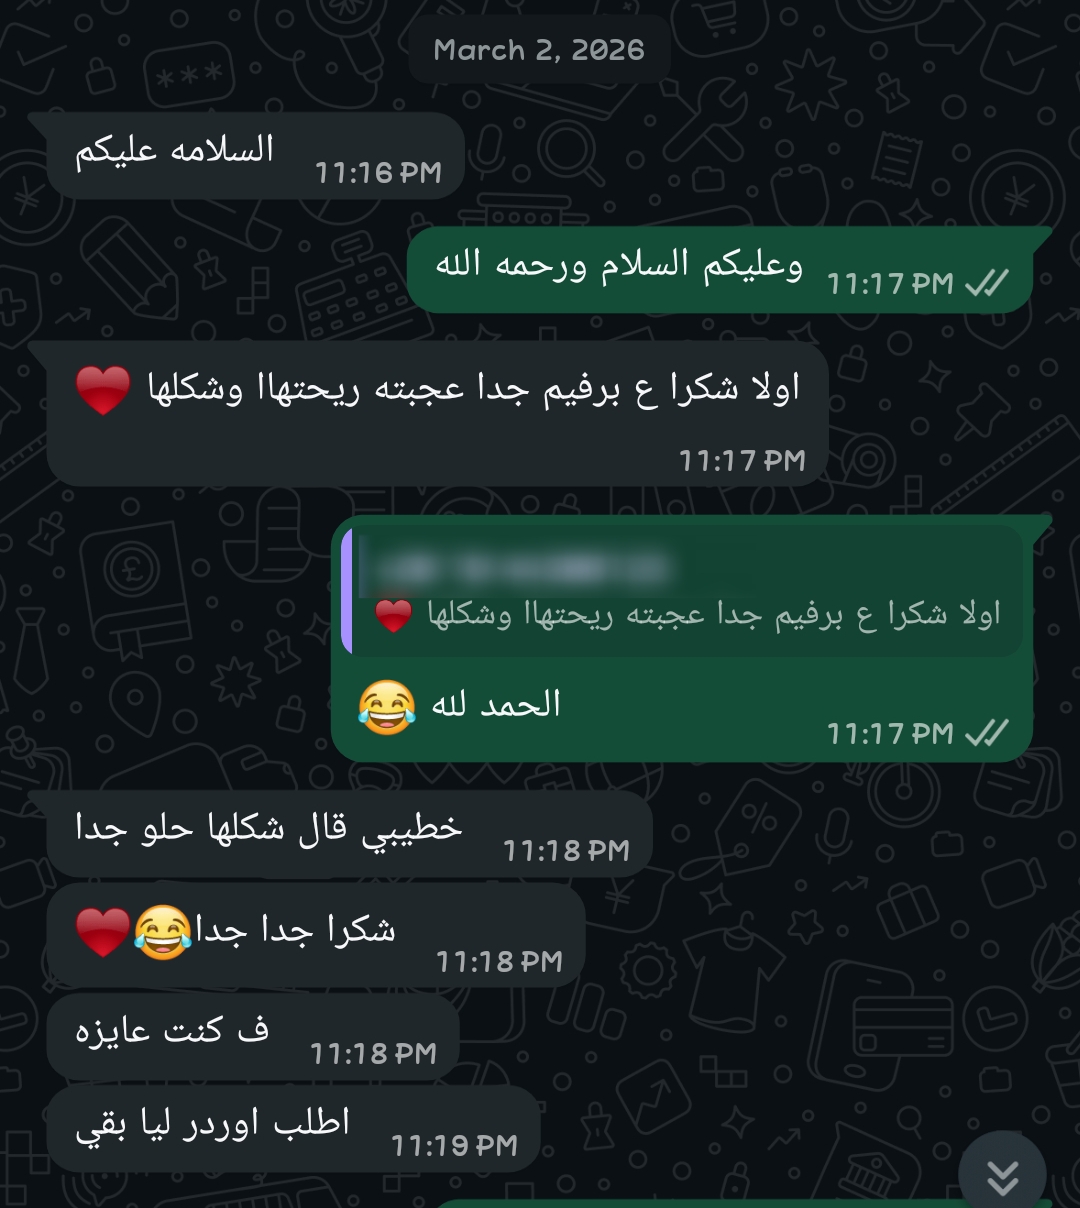 March 2, 2026
السلامه عليكم
11:16 PM
وعليكم السلام ورحمه الله
11:17 PM
اولا شكرا ع برفيم جدا عجبته ريحتهاا وشكلها ❤️
11:17 PM
اولا شكرا ع برفيم جدا عجبته ريحتهاا وشكلها ❤️
الحمد لله 😂
11:17 PM
خطيبي قال شكلها حلو جدا
11:18 PM
شكرا جدا جدا😂❤️
11:18 PM
ف كنت عايزه
11:18 PM
اطلب اوردر ليا بقي
11:19 PM